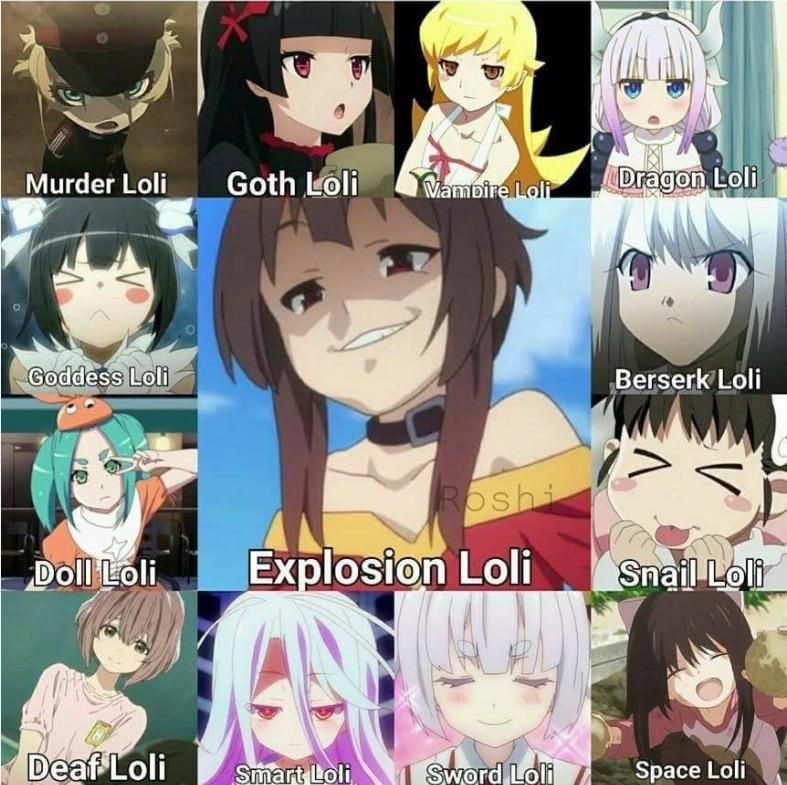 Murder Loli
Goth Loli
Vampire Loli
Dragon Loli
Goddess Loli
Berserk Loli
Roshi
Doll Loli
Explosion Loli
Snail Loli
Deaf Loli
Smart Loli
Sword Loli
Space Loli